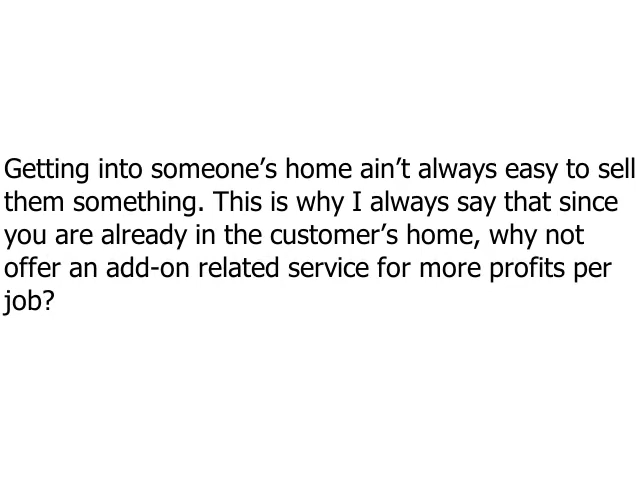 Getting into someone’s home ain’t always easy to sell
them something. This is why I always say that since
you are already in the customer’s home, why not
offer an add-on related service for more profits per
job?